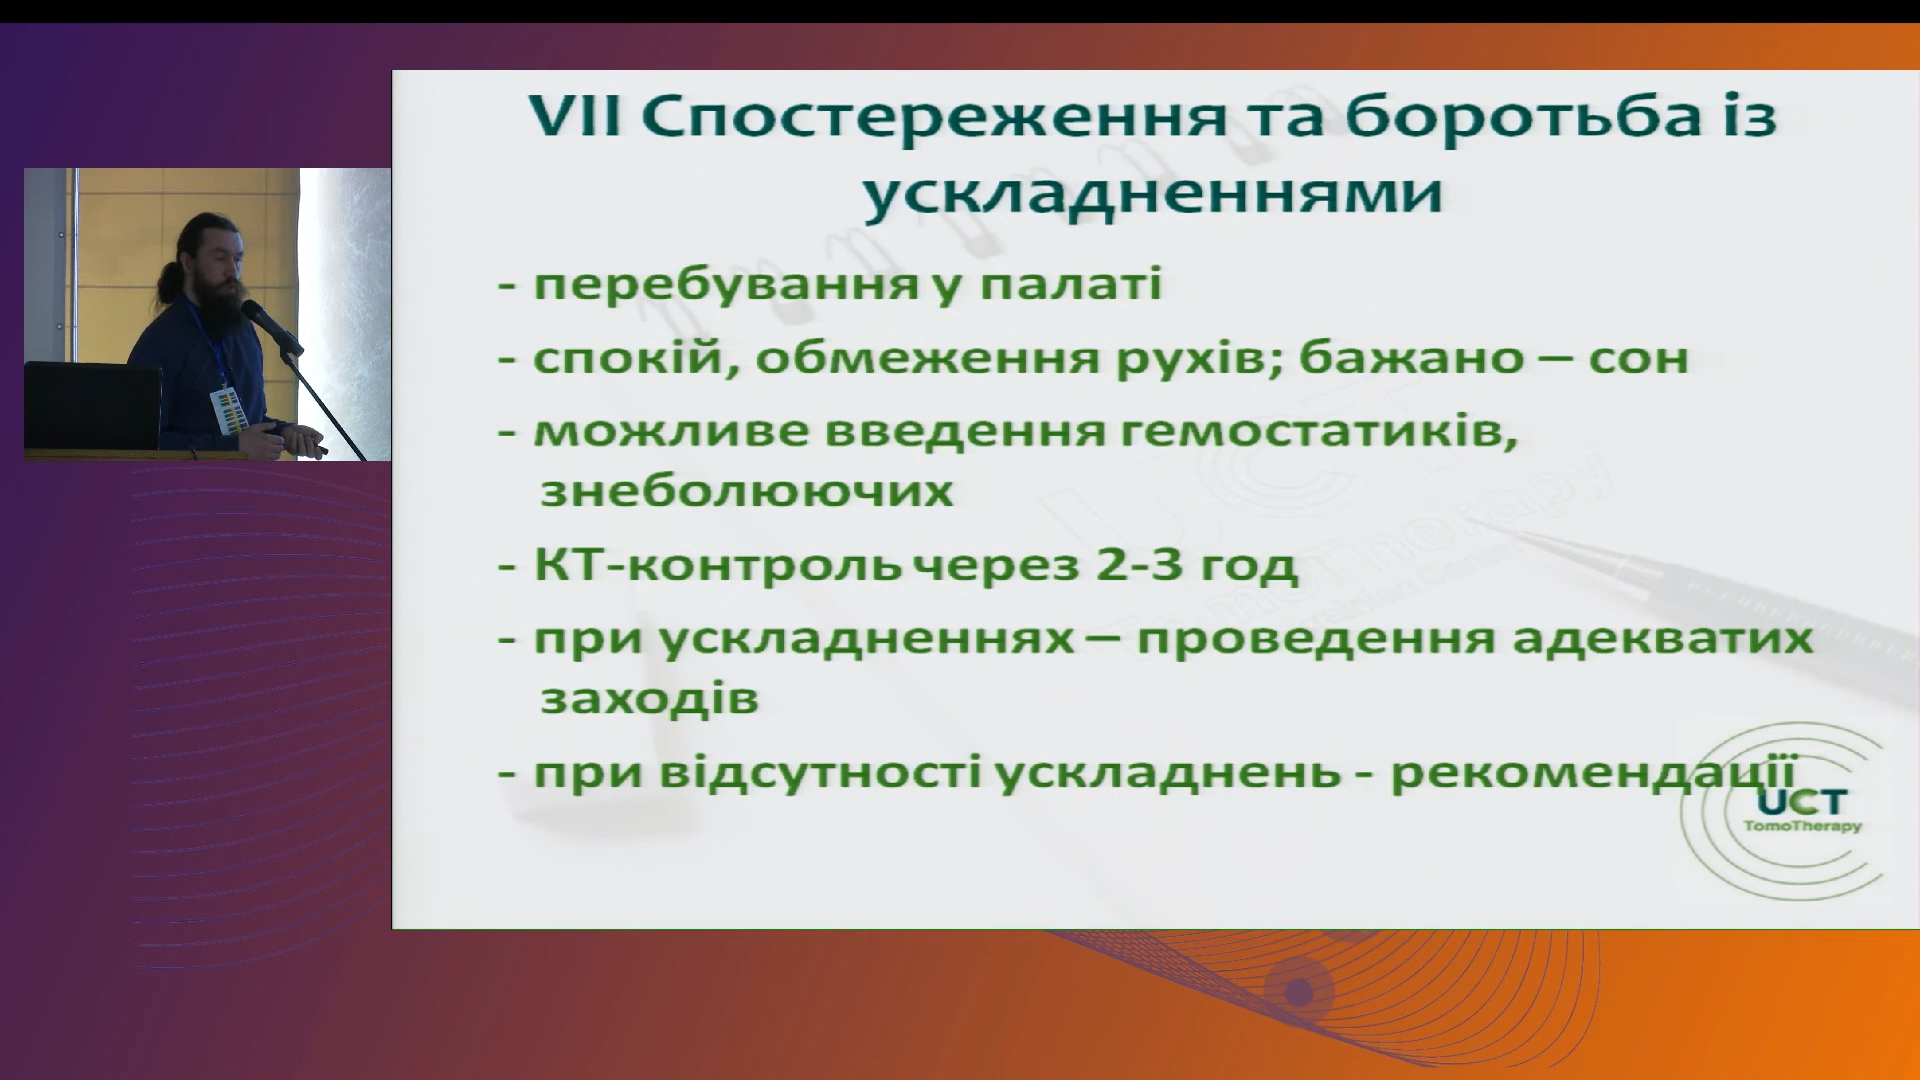 VII Спостереження та боротьба із
ускладненнями
- перебування у палаті
- спокій, обмеження рухів; бажано – сон
- можливе введення гемостатиків,
знеболюючих
- КТ-контроль через 2-3 год
- при ускладненнях – проведення адекватих
заходів
- при відсутності ускладнень - рекомендації
UCT
TomoTherapy